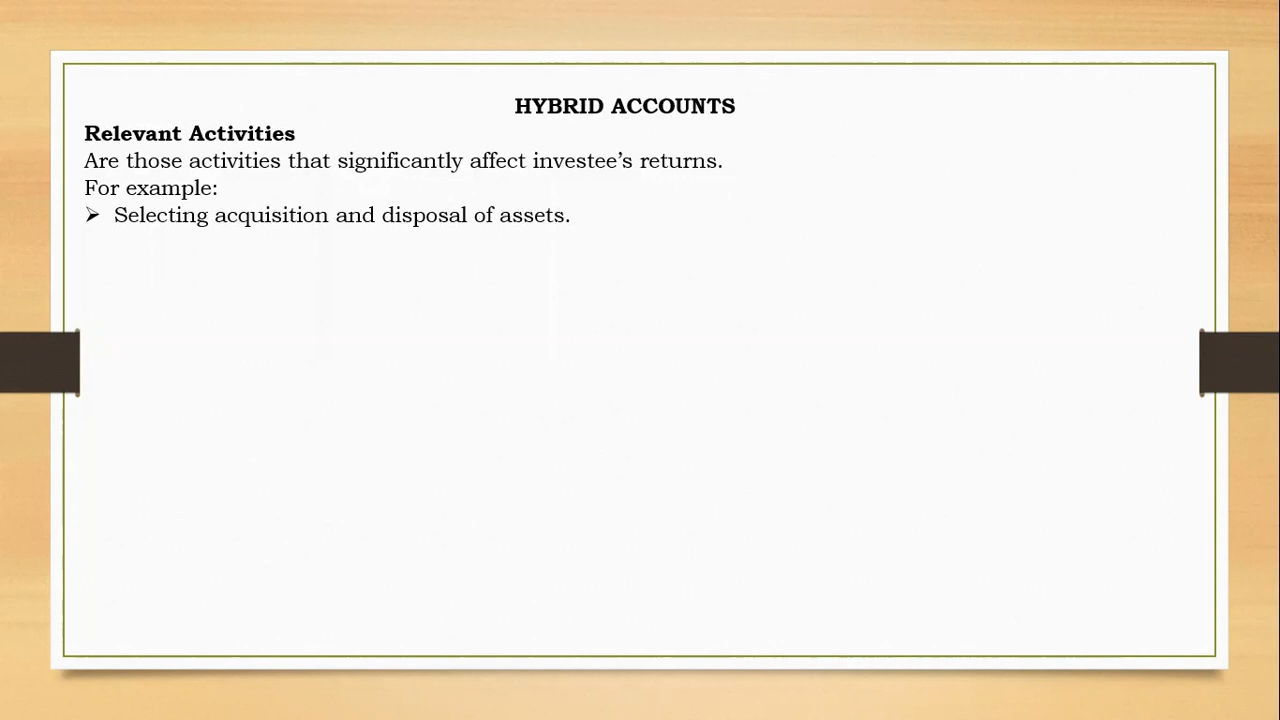 HYBRID ACCOUNTS
Relevant Activities
Are those activities that significantly affect investee’s returns.
For example:
➢ Selecting acquisition and disposal of assets.